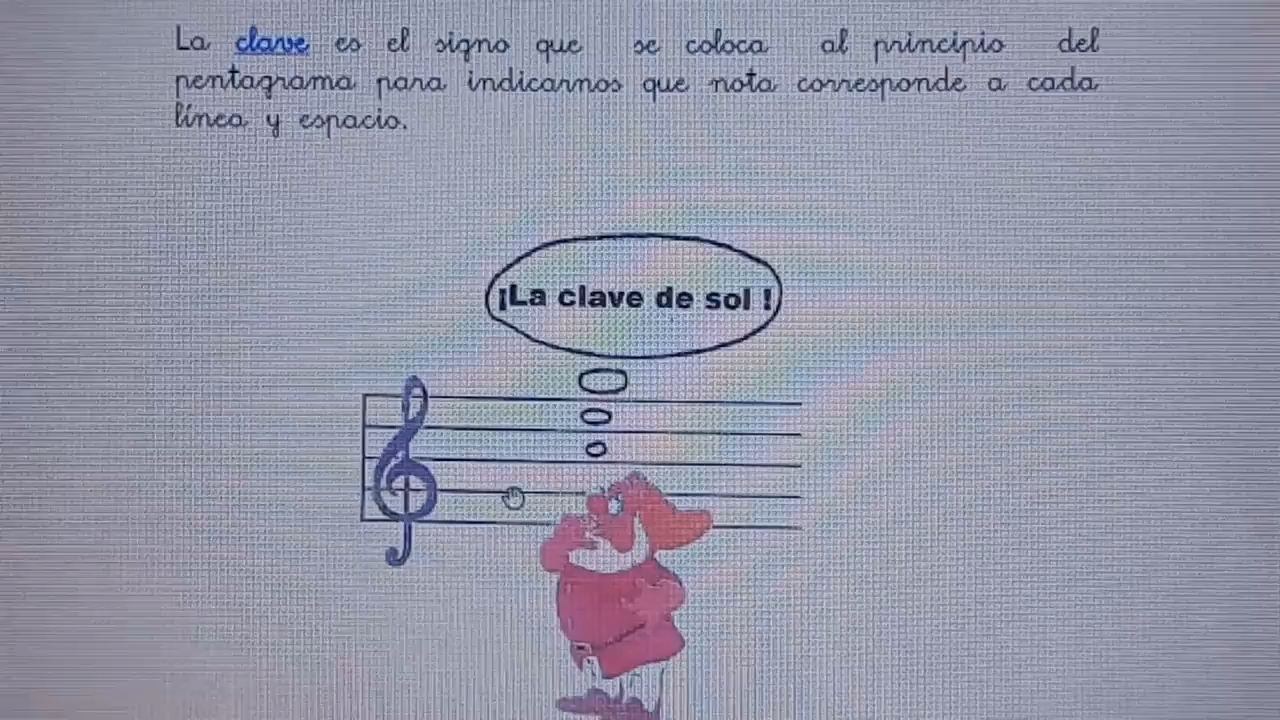 La clave es el signo que se coloca al principio del
pentagrama para indicarnos que nota corresponde a cada
línea y espacio.
¡La clave de sol !